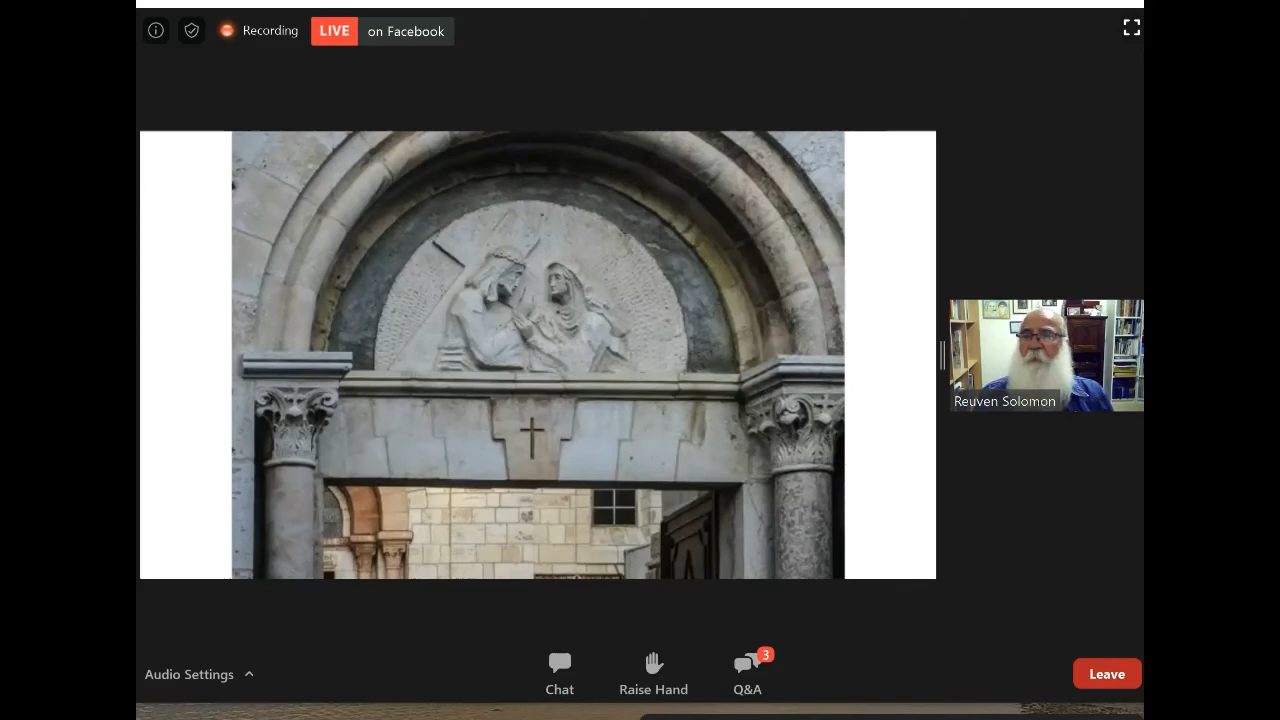 Recording
LIVE on Facebook
Reuven Solomon
Audio Settings
Chat
Raise Hand
3
Q&A
Leave